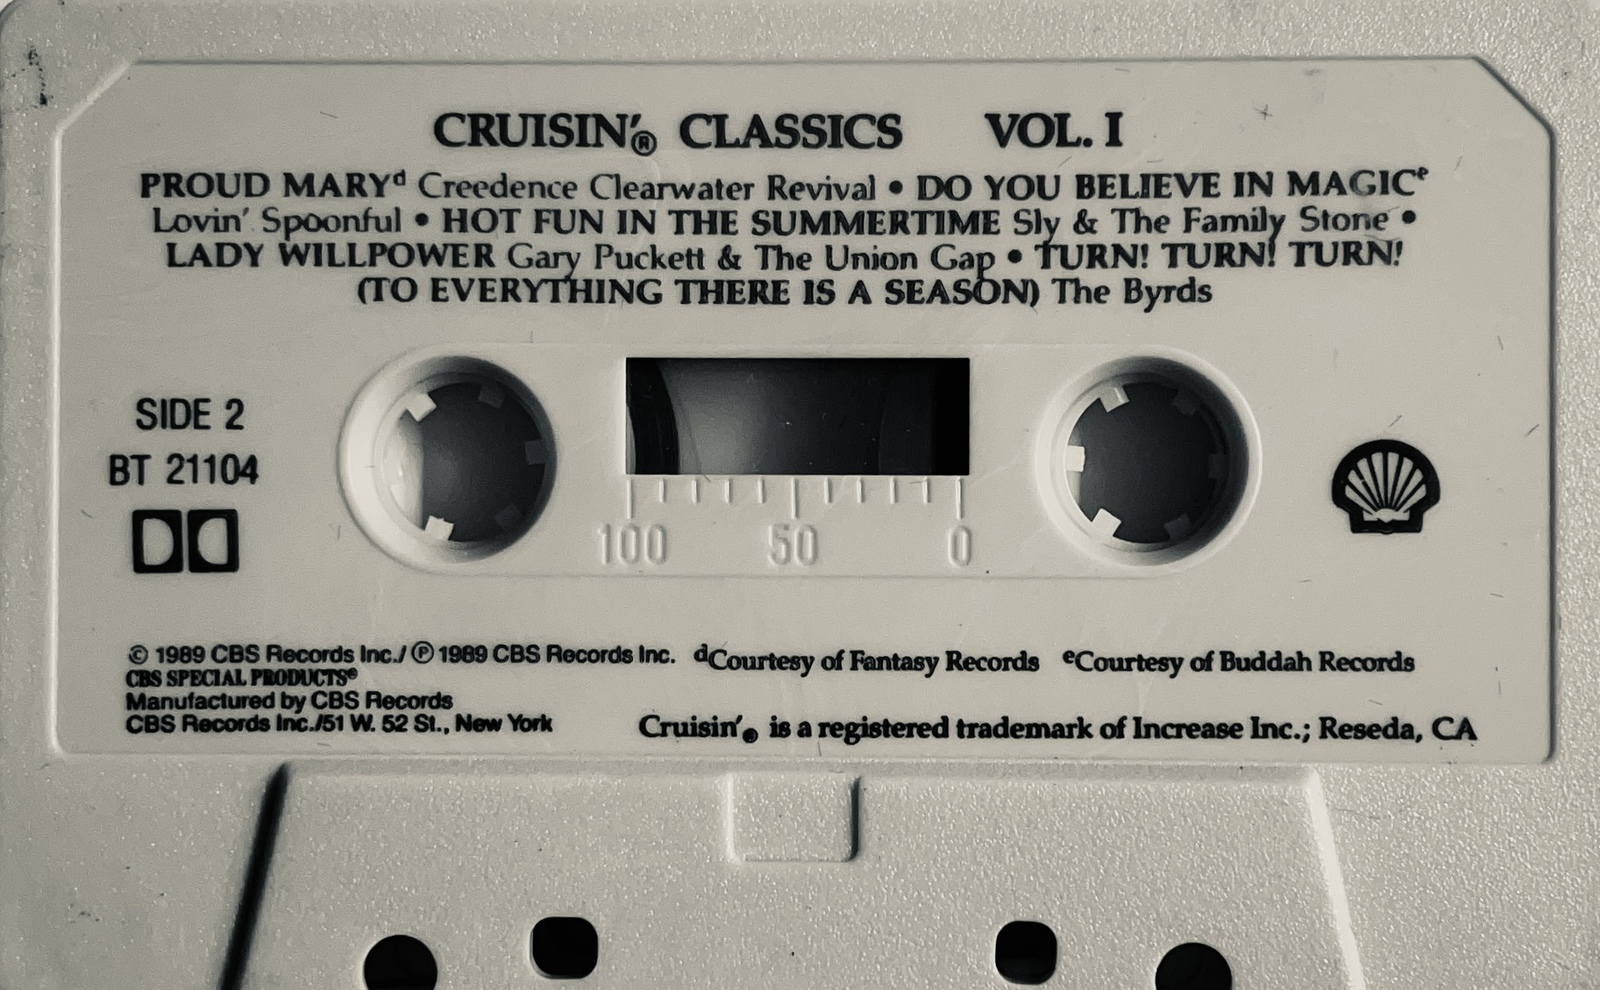 CRUISIN'® CLASSICS VOL. I
PROUD MARYᵈ Creedence Clearwater Revival • DO YOU BELIEVE IN MAGICᵉ
Lovin' Spoonful • HOT FUN IN THE SUMMERTIME Sly & The Family Stone •
LADY WILLPOWER Gary Puckett & The Union Gap • TURN! TURN! TURN!
(TO EVERYTHING THERE IS A SEASON) The Byrds
SIDE 2
BT 21104
100 50 0
© 1989 CBS Records Inc./ ℗ 1989 CBS Records Inc. ᵈCourtesy of Fantasy Records ᵉCourtesy of Buddah Records
CBS SPECIAL PRODUCTS®
Manufactured by CBS Records
CBS Records Inc./51 W. 52 St., New York
Cruisin'® is a registered trademark of Increase Inc.; Reseda, CA